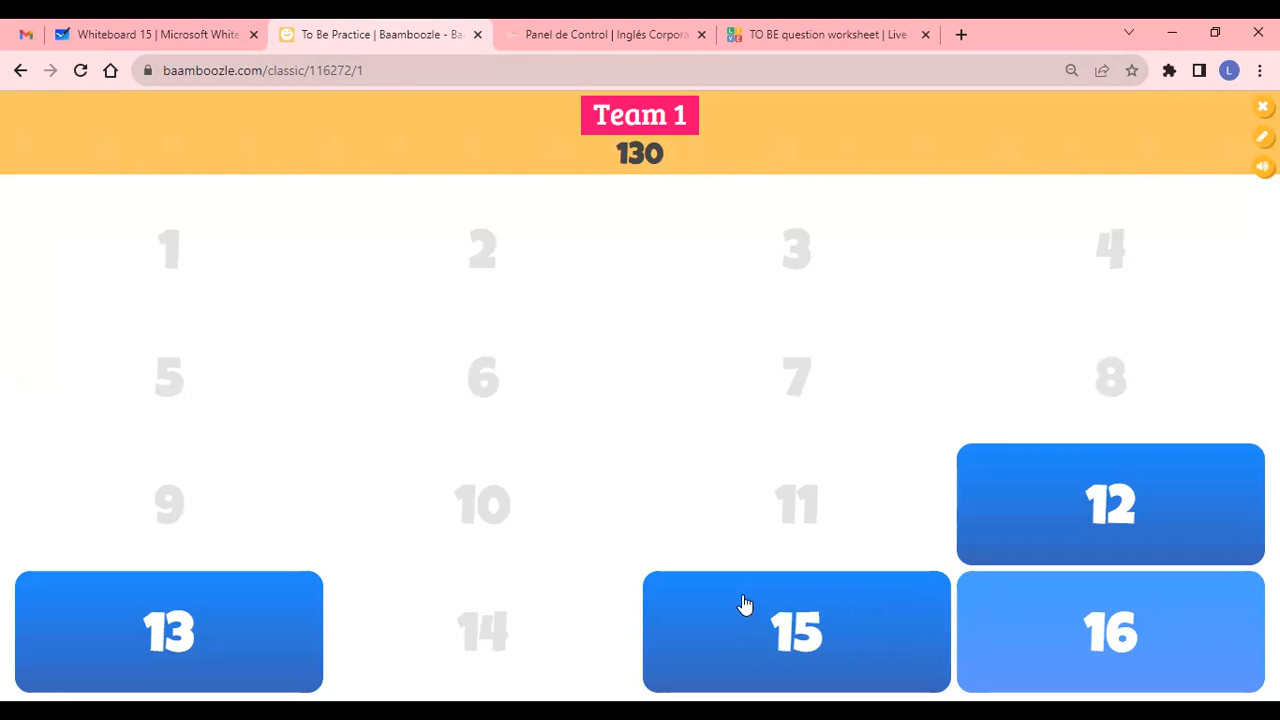 Whiteboard 15 | Microsoft White
To Be Practice | Baamboozle - Ba
Panel de Control | Inglés Corpora
TO BE question worksheet | Live
baamboozle.com/classic/116272/1
L
Team 1
130
1 2 3 4
5 6 7 8
9 10 11 12
13 14 15 16